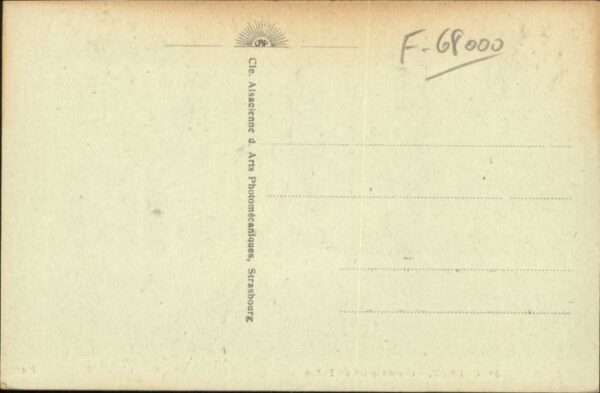 F-68000
Cie. Alsacienne d. Arts Photomécaniques, Strasbourg